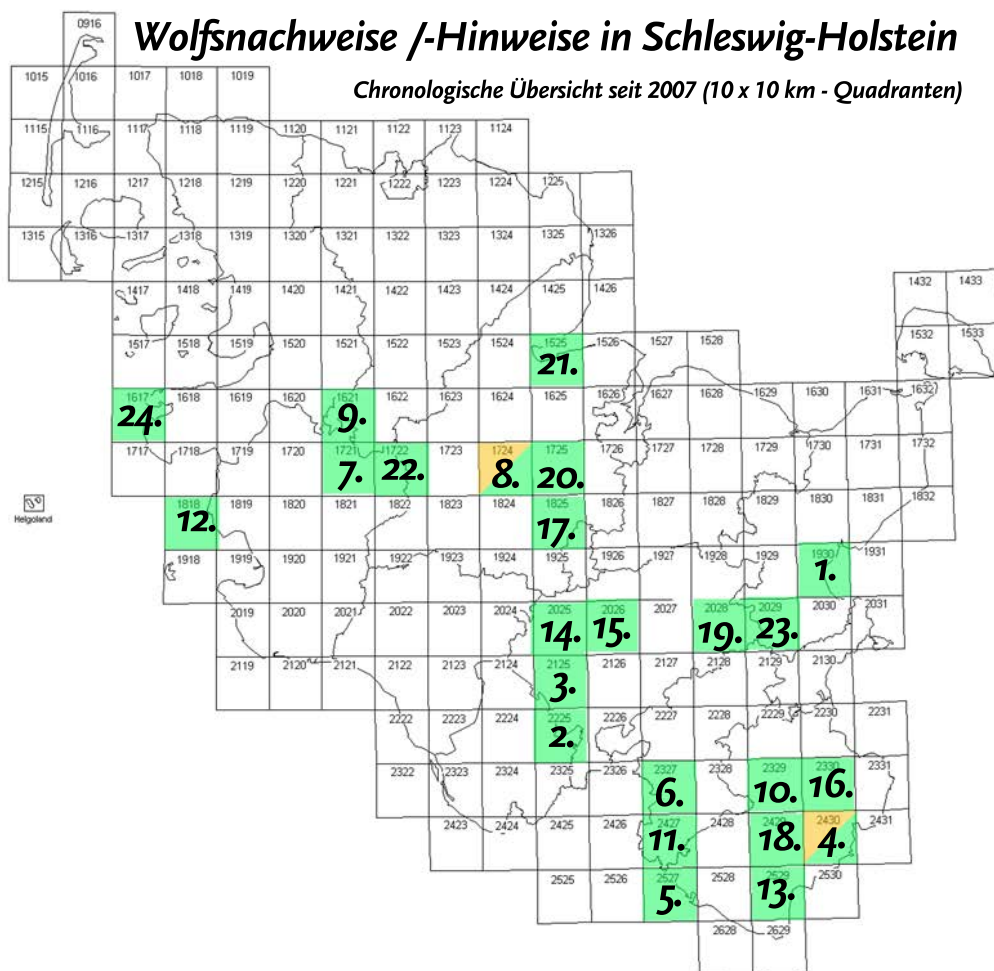 Wolfsnachweise /-Hinweise in Schleswig-Holstein
Chronologische Übersicht seit 2007 (10 x 10 km - Quadranten)
0916
1015 1016 1017 1018 1019
1115 1116 1117 1118 1119 1120 1121 1122 1123 1124
1215 1216 1217 1218 1219 1220 1221 1222 1223 1224 1225
1315 1316 1317 1318 1319 1320 1321 1322 1323 1324 1325 1326
1417 1418 1419 1420 1421 1422 1423 1424 1425 1426 1432 1433
1517 1518 1519 1520 1521 1522 1523 1524 1525 1526 1527 1528 1532 1533
21.
1617 1618 1619 1620 1621 1622 1623 1624 1625 1626 1627 1628 1629 1630 1631 1632
24. 9.
1717 1718 1719 1720 1721 1722 1723 1724 1725 1726 1727 1728 1729 1730 1731 1732
7. 22. 8. 20.
1818 1819 1820 1821 1822 1823 1824 1825 1826 1827 1828 1829 1830 1831 1832
12. 17.
Helgoland
1918 1919 1920 1921 1922 1923 1924 1925 1926 1927 1928 1929 1930 1931
1.
2019 2020 2021 2022 2023 2024 2025 2026 2027 2028 2029 2030 2031
14. 15. 19. 23.
2119 2120 2121 2122 2123 2124 2125 2126 2127 2128 2129 2130
3.
2222 2223 2224 2225 2226 2227 2228 2229 2230 2231
2.
2322 2323 2324 2325 2326 2327 2328 2329 2330 2331
6. 10. 16.
2423 2424 2425 2426 2427 2428 2429 2430 2431
11. 18. 4.
2525 2526 2527 2528 2529 2530
5. 13.
2628 2629